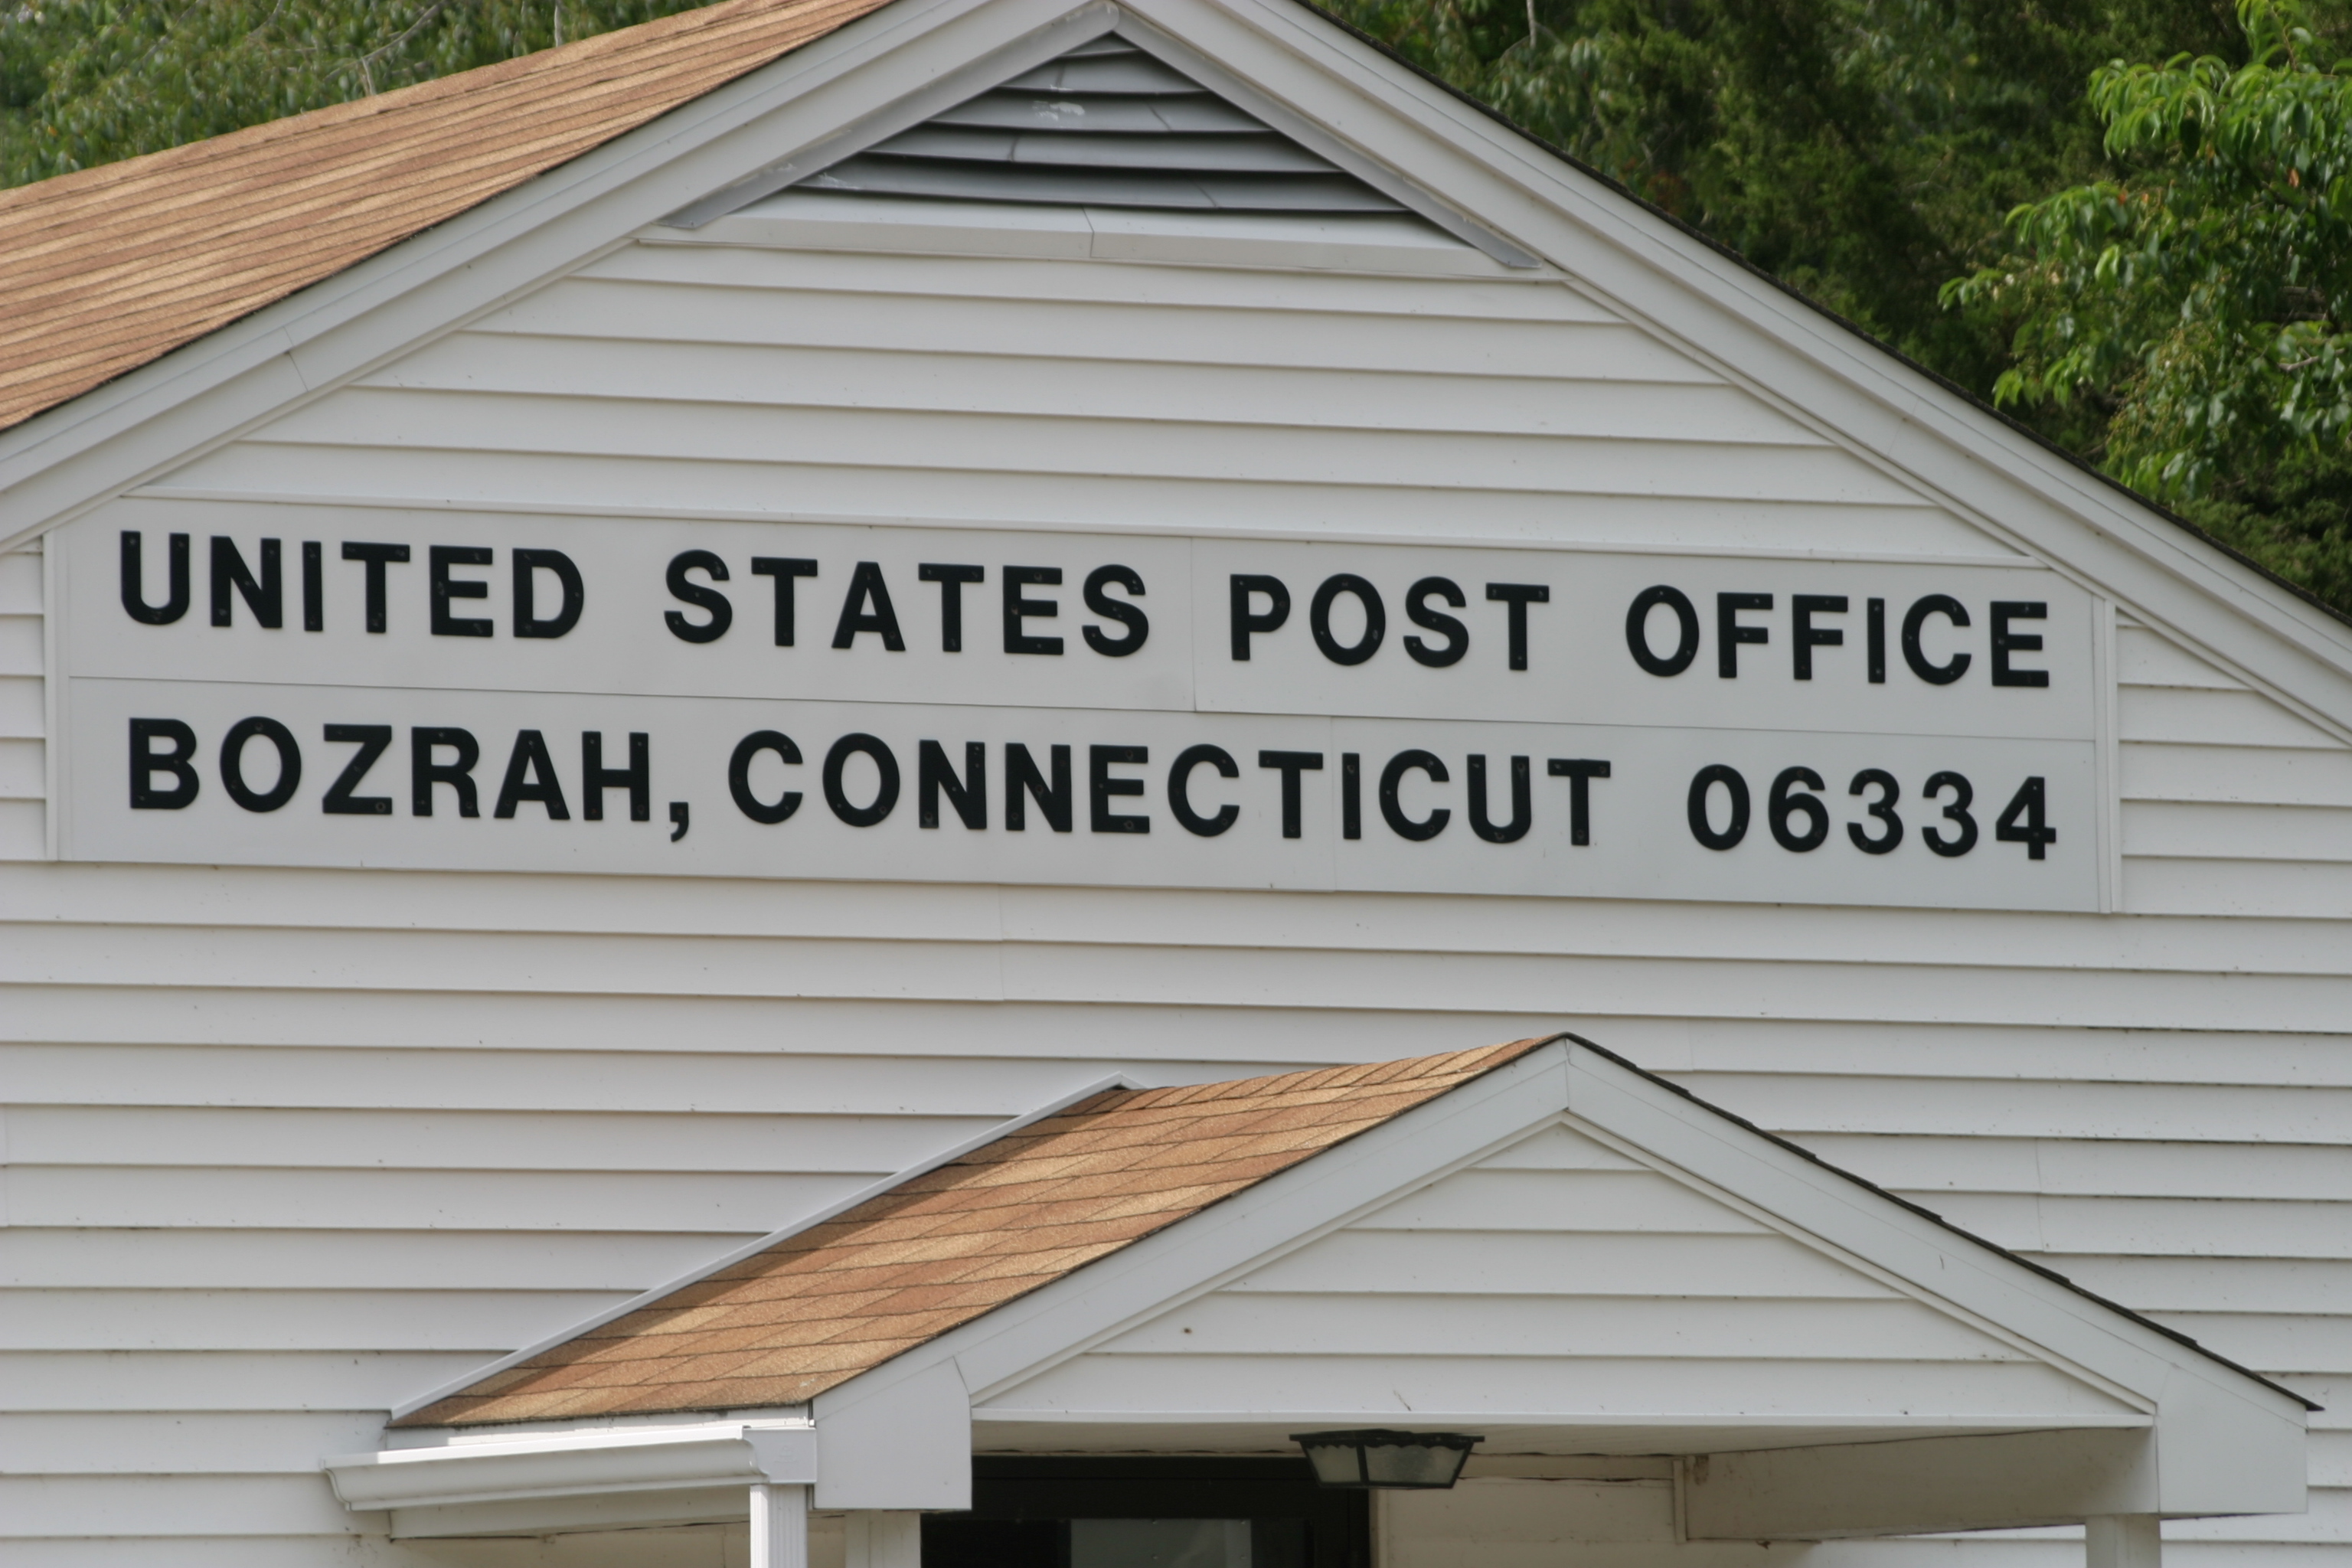 UNITED STATES POST OFFICE
BOZRAH, CONNECTICUT 06334